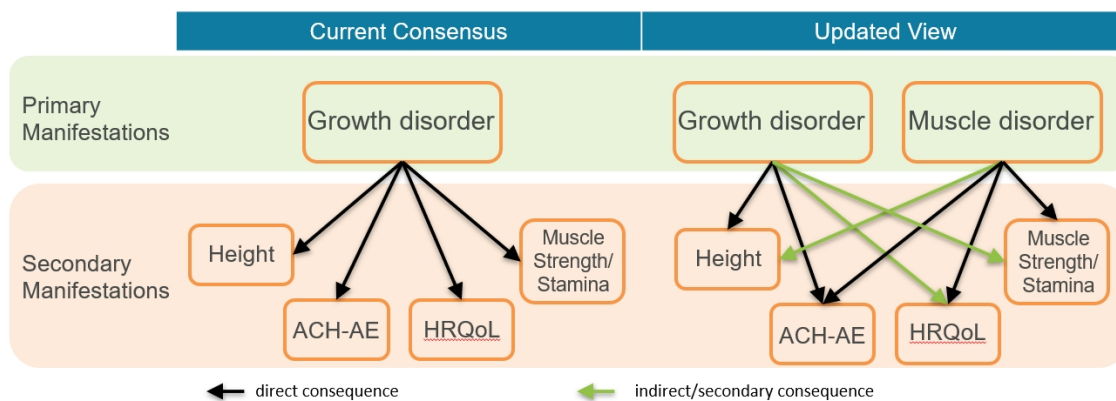 Current Consensus
Updated View
Primary
Manifestations
Growth disorder
Growth disorder
Muscle disorder
Secondary
Manifestations
Height
ACH-AE
HRQoL
Muscle
Strength/
Stamina
Height
ACH-AE
HRQoL
Muscle
Strength/
Stamina
direct consequence
indirect/secondary consequence